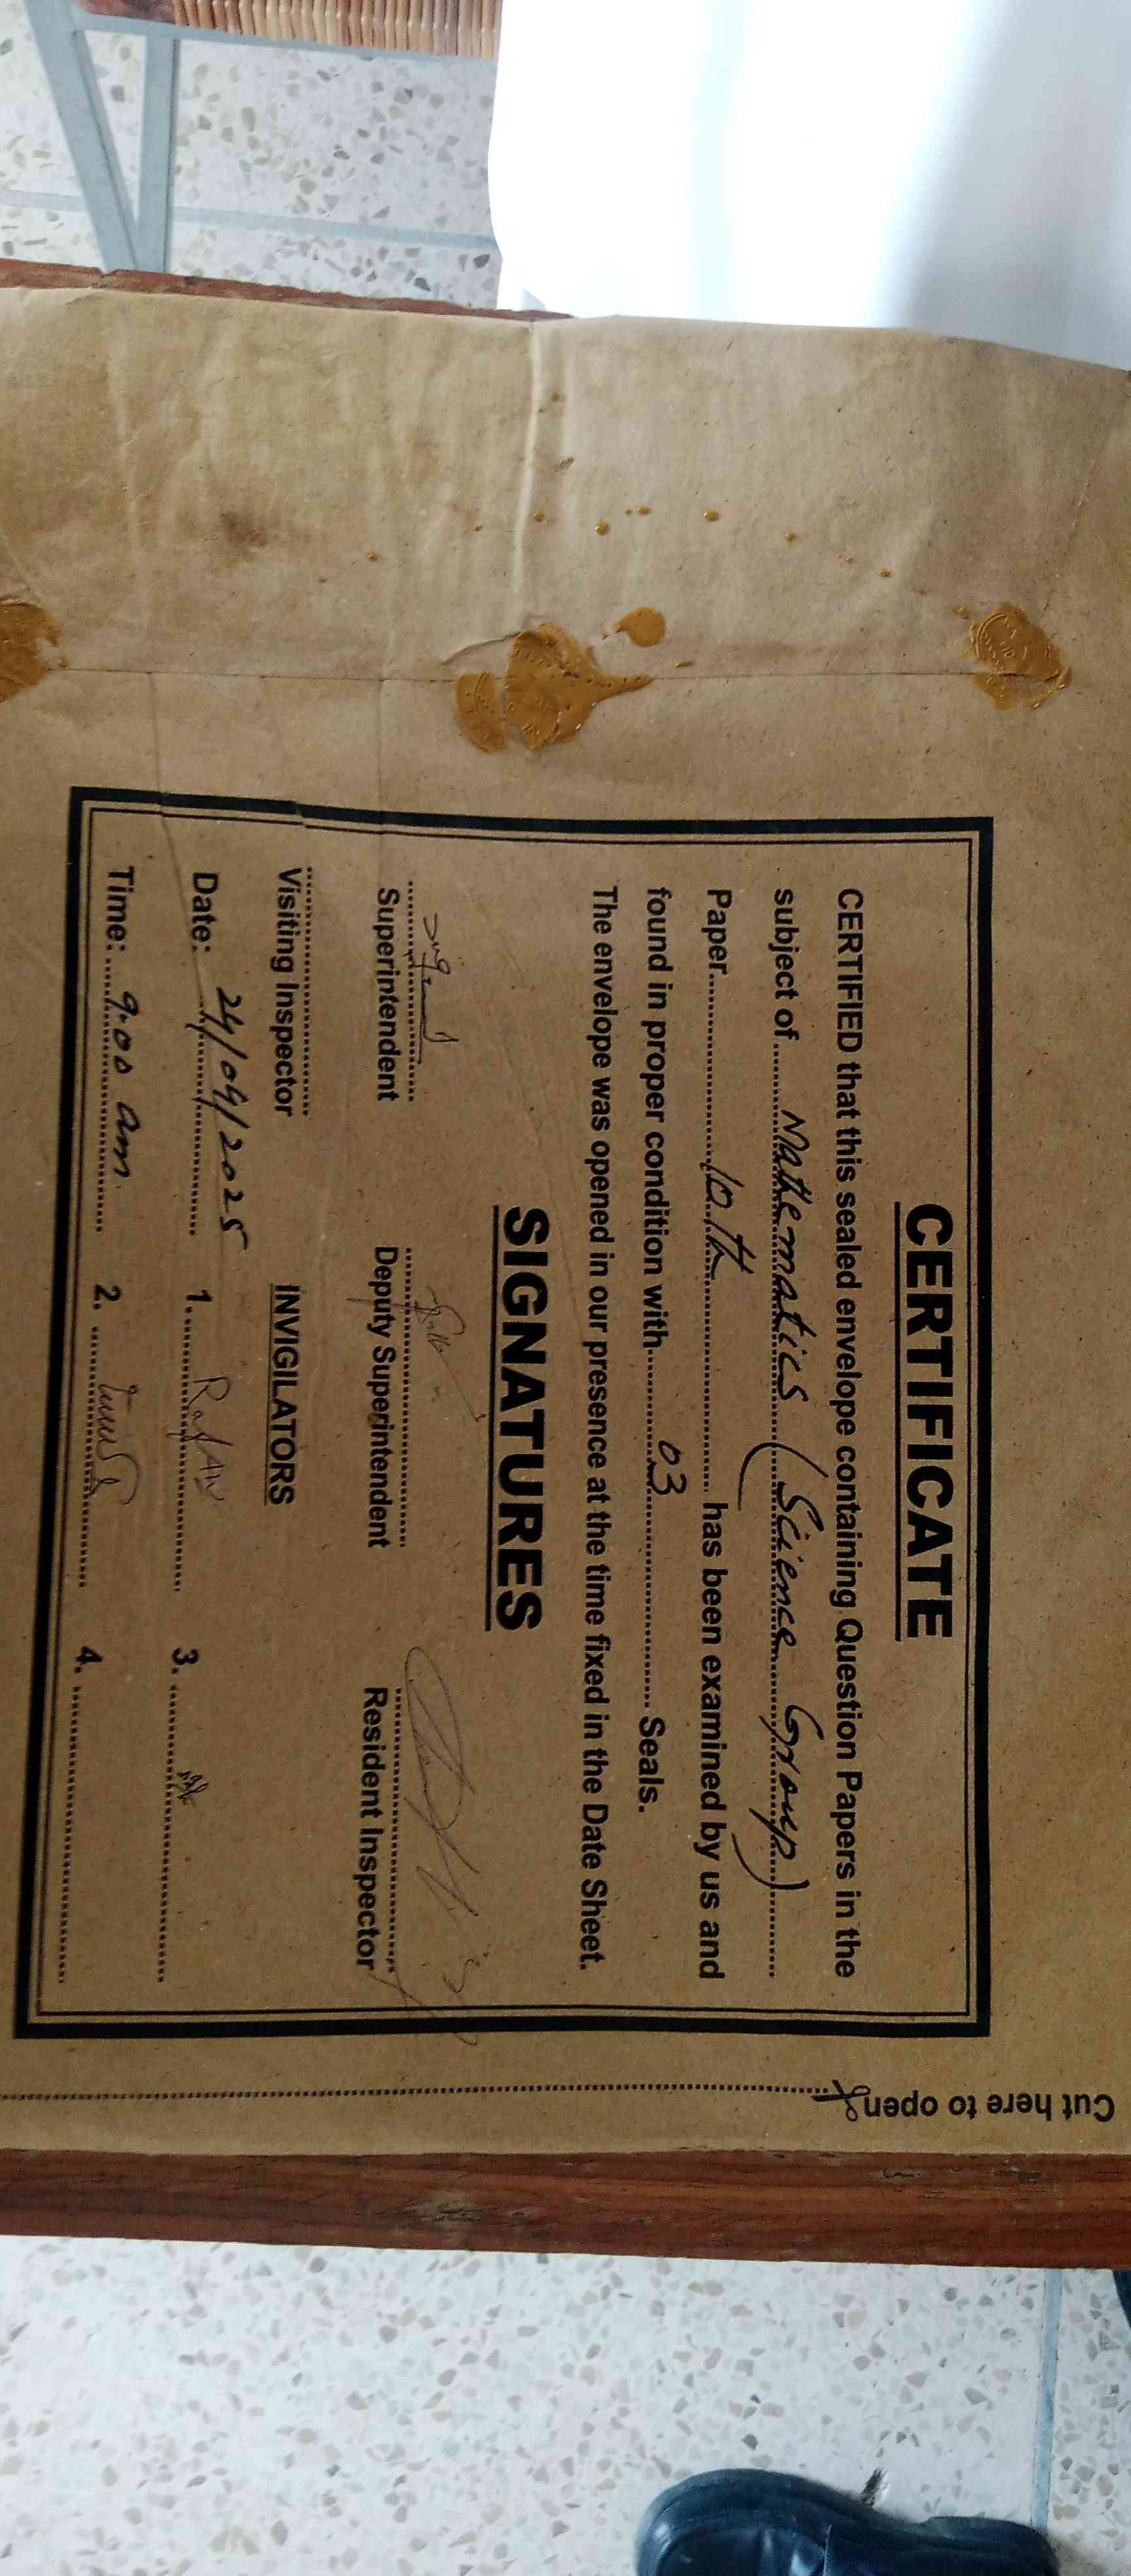 CERTIFICATE
CERTIFIED that this sealed envelope containing Question Papers in the
subject of Mathematics (Science Group)
Paper 10th has been examined by us and
found in proper condition with 03 Seals.
The envelope was opened in our presence at the time fixed in the Date Sheet.
SIGNATURES
Superintendent Deputy Superintendent Resident Inspector
Visiting Inspector INVIGILATORS
Date: 24/04/2025 1. 3.
Time: 9:00 am 2. 4.
Cut here to open